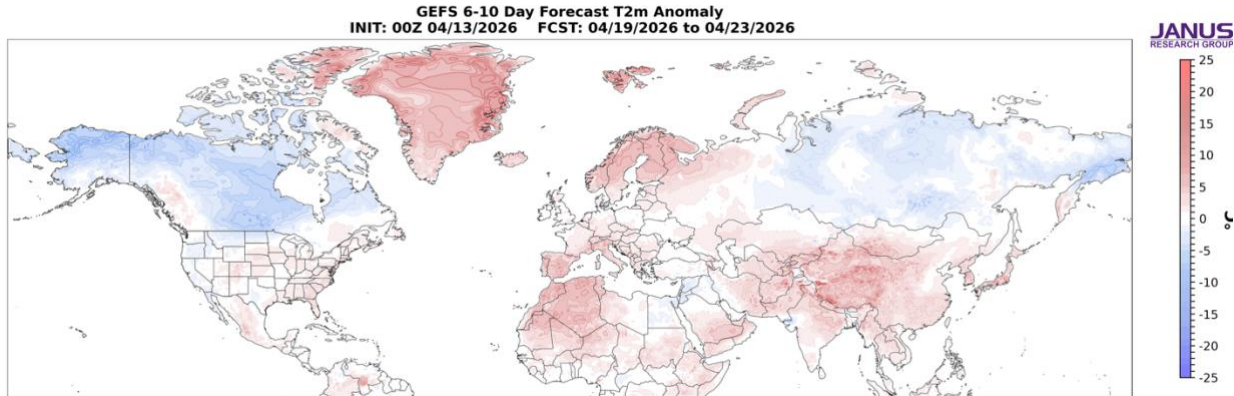 GEFS 6-10 Day Forecast T2m Anomaly
INIT: 00Z 04/13/2026 FCST: 04/19/2026 to 04/23/2026
JANUS
RESEARCH GROUP
25
20
15
10
5
0
-5
-10
-15
-20
-25
°C